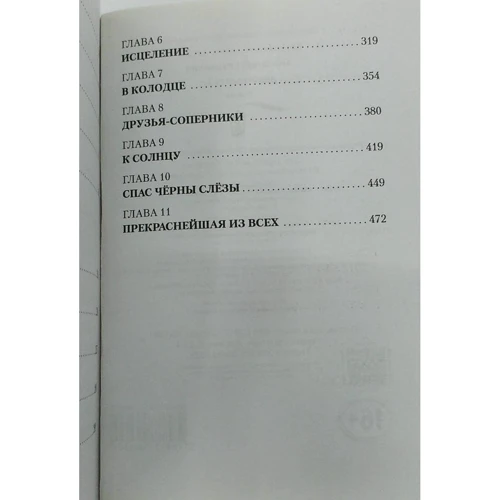 ГЛАВА 6
ИСЦЕЛЕНИЕ ........................ 319
ГЛАВА 7
В КОЛОДЦЕ ........................ 354
ГЛАВА 8
ДРУЗЬЯ-СОПЕРНИКИ ................ 380
ГЛАВА 9
К СОЛНЦУ ........................ 419
ГЛАВА 10
СПАС ЧЁРНЫ СЛЁЗЫ ................ 449
ГЛАВА 11
ПРЕКРАСНЕЙШАЯ ИЗ ВСЕХ ............ 472
16+